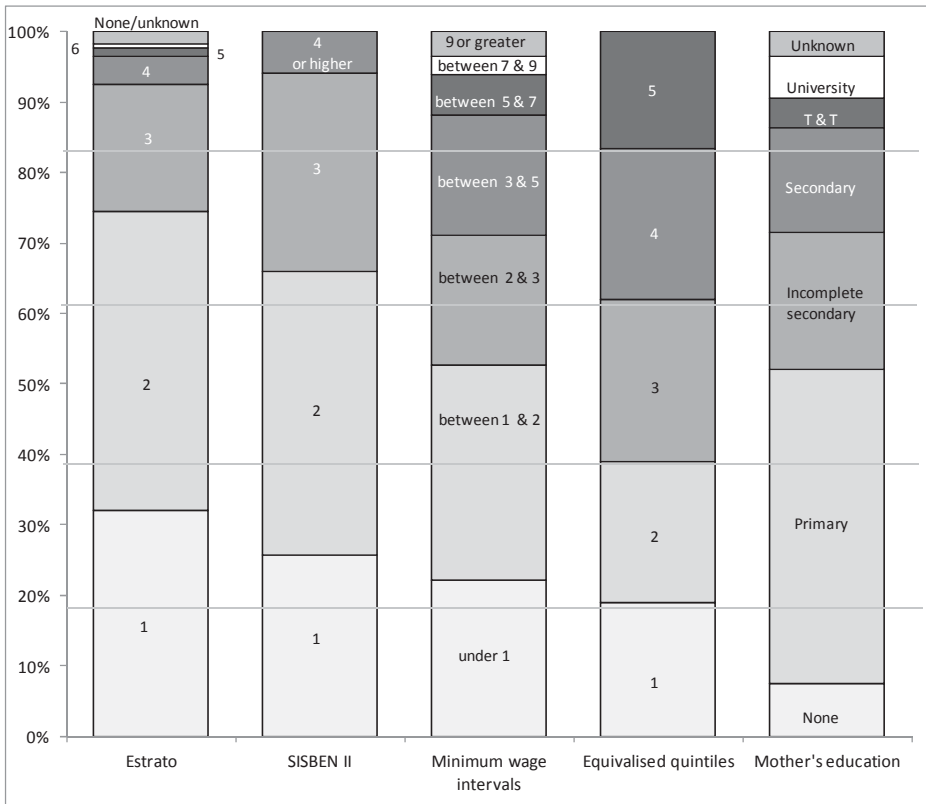 None/unknown
100%
90%
80%
70%
60%
50%
40%
30%
20%
10%
0%
6
5
4
3
2
1
4
or higher
3
2
1
9 or greater
between 7 & 9
between 5 & 7
between 3 & 5
between 2 & 3
between 1 & 2
under 1
5
4
3
2
1
Unknown
University
T & T
Secondary
Incomplete
secondary
Primary
None
Estrato
SISBEN II
Minimum wage
intervals
Equivalised quintiles
Mother's education